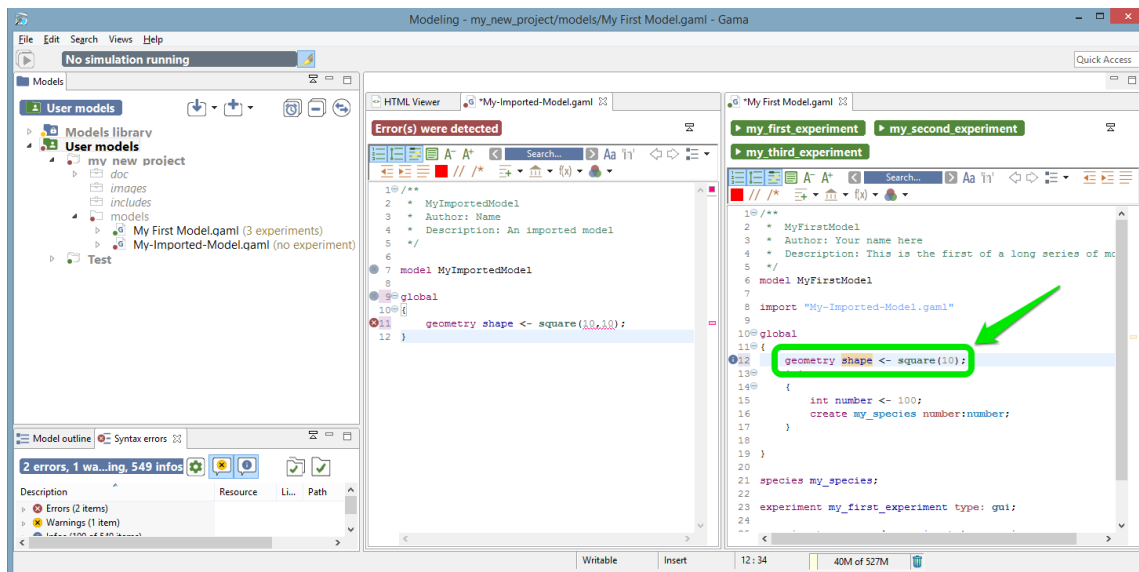 Modeling - my_new_project/models/My First Model.gaml - Gama
File Edit Search Views Help
No simulation running
Quick Access
Models
User models
Models library
User models
my_new_project
doc
images
includes
models
My First Model.gaml (3 experiments)
My-Imported-Model.gaml (no experiment)
Test
Model outline
Syntax errors
2 errors, 1 wa...ing, 549 infos
Description Resource Li... Path
Errors (2 items)
Warnings (1 item)
Infos (100 of 549 items)
HTML Viewer
*My-Imported-Model.gaml
Error(s) were detected
A- A+ Search... Aa
// /* f(x)
1 /**
2 * MyImportedModel
3 * Author: Name
4 * Description: An imported model
5 */
6
7 model MyImportedModel
8
9 global
10 {
11 geometry shape <- square(10,10);
12 }
*My First Model.gaml
my_first_experiment
my_second_experiment
my_third_experiment
A- A+ Search... Aa
// /* f(x)
1 /**
2 * MyFirstModel
3 * Author: Your name here
4 * Description: This is the first of a long series of mo
5 */
6 model MyFirstModel
7
8 import "My-Imported-Model.gaml"
9
10 global
11 {
12 geometry shape <- square(10);
13
14 {
15 int number <- 100;
16 create my_species number:number;
17 }
18
19 }
20
21 species my_species;
22
23 experiment my_first_experiment type: gui;
24
Writable
Insert
12 : 34
40M of 527M